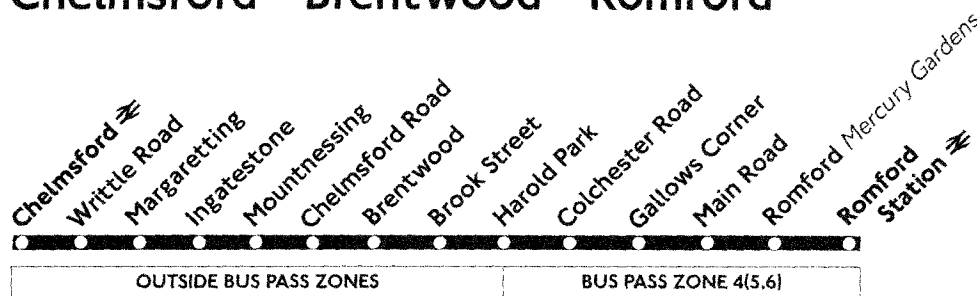 Chelmsford Brentwood Romford
Chelmsford
Writtle Road
Margaretting
Ingatestone
Mountnessing
Chelmsford Road
Brentwood
Brook Street
Harold Park
Colchester Road
Gallows Corner
Main Road
Romford /Mercury Gardens
Romford
Station
OUTSIDE BUS PASS ZONES
BUS PASS ZONE 4(5.6)